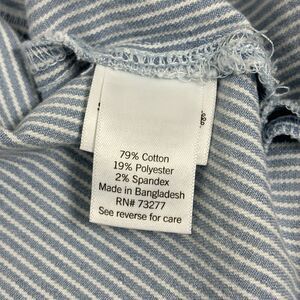 79% Cotton
19% Polyester
2% Spandex
Made in Bangladesh
RN# 73277
See reverse for care